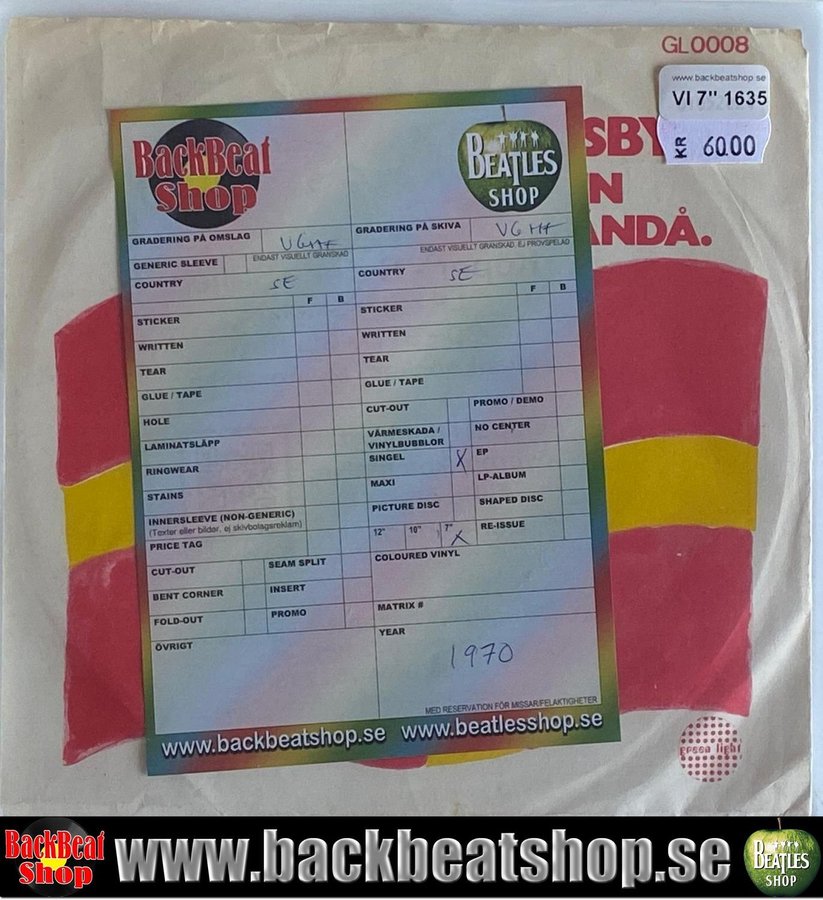 GL0008
www.backbeatshop.se
VI 7" 1635
KR 60.00
SBY
N
ÄNDÅ.
BackBeat
Shop
BEATLES
SHOP
GRADERING PÅ OMSLAG VG++
ENDAST VISUELLT GRANSKAD
GENERIC SLEEVE
COUNTRY SE
F B
STICKER
WRITTEN
TEAR
GLUE / TAPE
HOLE
LAMINATSLÄPP
RINGWEAR
STAINS
INNERSLEEVE (NON-GENERIC)
(Texter eller bilder, ej skivbolagsreklam)
PRICE TAG
CUT-OUT SEAM SPLIT
BENT CORNER INSERT
FOLD-OUT PROMO
ÖVRIGT
GRADERING PÅ SKIVA VG++
ENDAST VISUELLT GRANSKAD, EJ PROVSPELAD
COUNTRY SE
F B
STICKER
WRITTEN
TEAR
GLUE / TAPE
CUT-OUT PROMO / DEMO
VÄRMESKADA /
VINYLBUBBLOR NO CENTER
SINGEL X EP
MAXI LP-ALBUM
PICTURE DISC SHAPED DISC
12" 10" 7" X RE-ISSUE
COLOURED VINYL
MATRIX #
YEAR
1970
MED RESERVATION FÖR MISSAR/FELAKTIGHETER
www.backbeatshop.se www.beatlesshop.se
green light
BackBeat
Shop
www.backbeatshop.se
BEATLES
SHOP